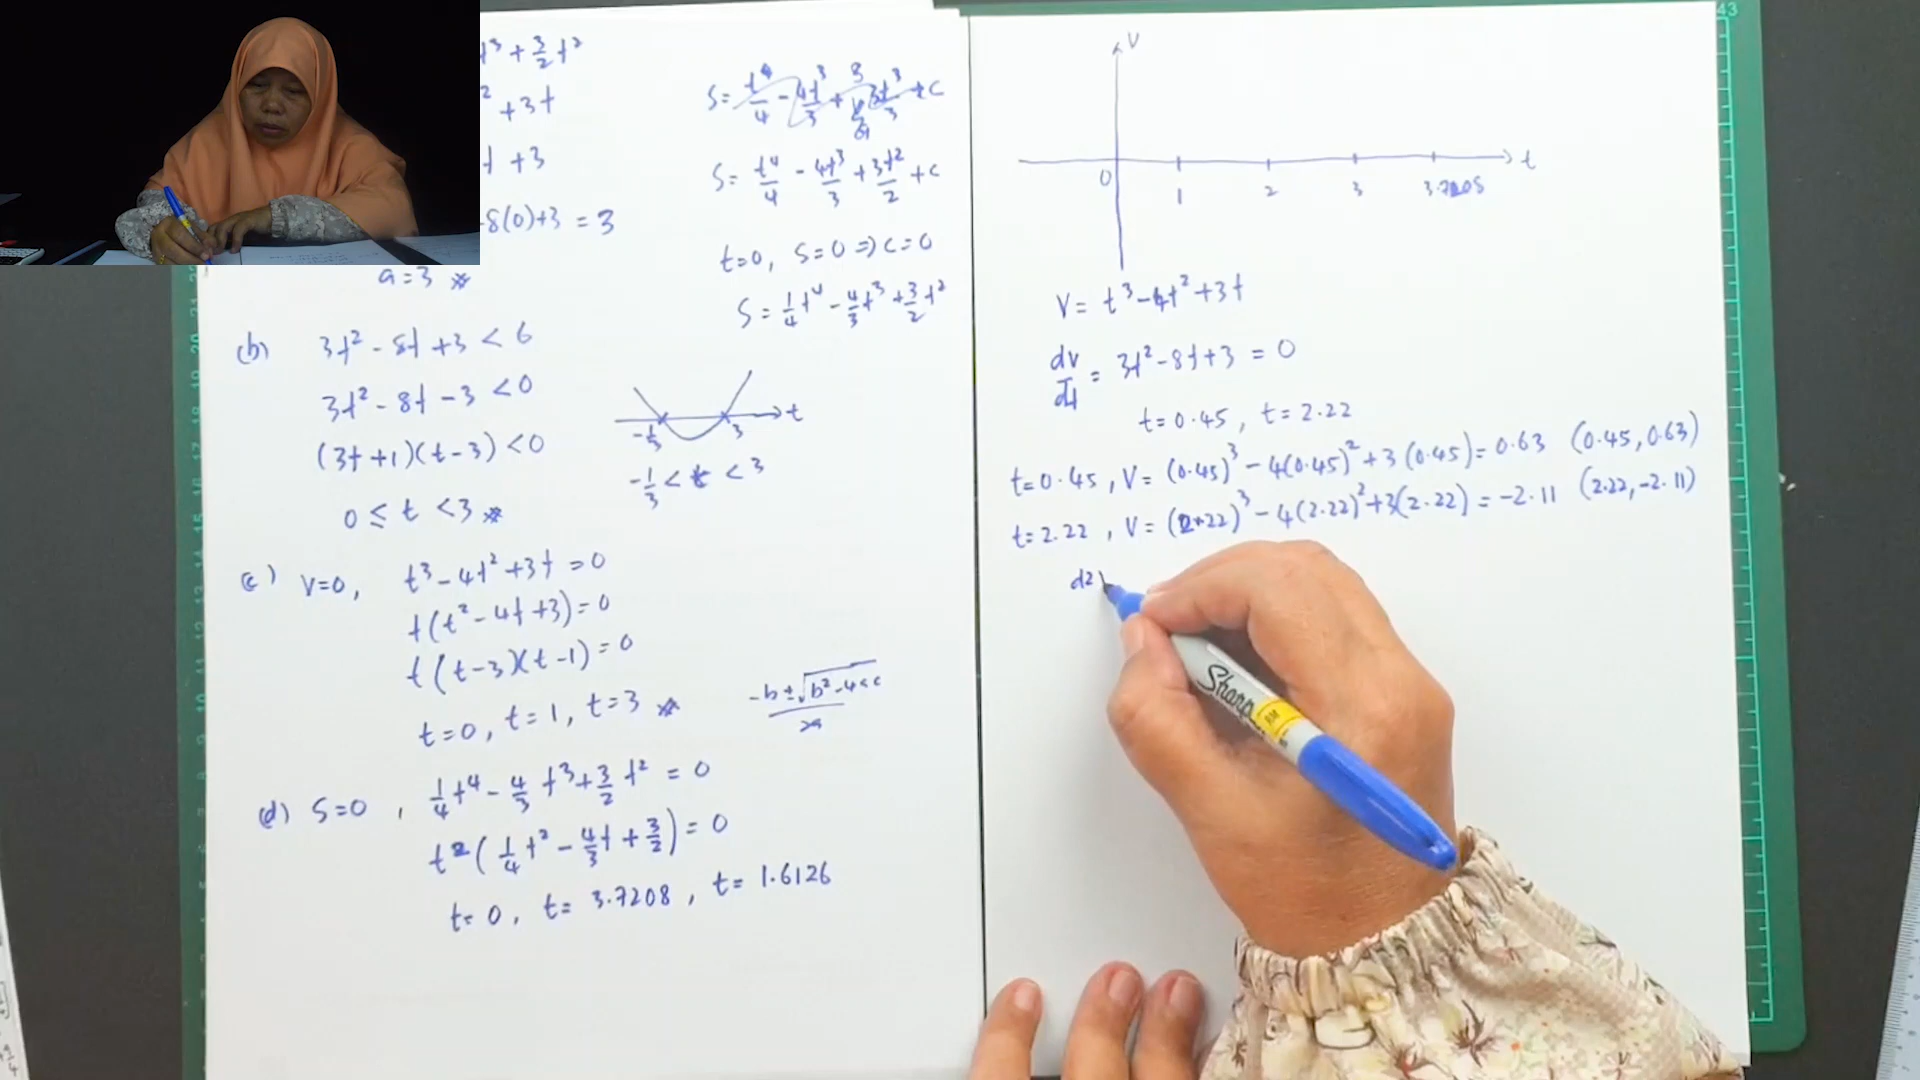 t³ + 3/2 t²
² + 3t
t + 3
-8(0)+3 = 3
a = 3
S = t⁴/4 - 4t³/3 + 3t²/2 + c
t=0, S=0 => c=0
S = 1/4 t⁴ - 4/3 t³ + 3/2 t²
(b) 3t² - 8t + 3 < 6
3t² - 8t - 3 < 0
(3t+1)(t-3) < 0
0 ≤ t < 3
-1/3 3 t
-1/3 < t < 3
(c) V=0, t³ - 4t² + 3t = 0
t(t² - 4t + 3) = 0
t(t-3)(t-1) = 0
t=0, t=1, t=3
(d) S=0, 1/4 t⁴ - 4/3 t³ + 3/2 t² = 0
t²(1/4 t² - 4/3 t + 3/2) = 0
t=0, t= 3.7208, t= 1.6126
V
t
0 1 2 3
V = t³ - 4t² + 3t
dv/dt = 3t² - 8t + 3 = 0
t=0.45, t=2.22
t=0.45, V = (0.45)³ - 4(0.45)² + 3(0.45) = 0.63 (0.45, 0.63)
t=2.22, V = (2.22)³ - 4(2.22)² + 3(2.22) = -2.11 (2.22, -2.11)
d2
Sharp
43